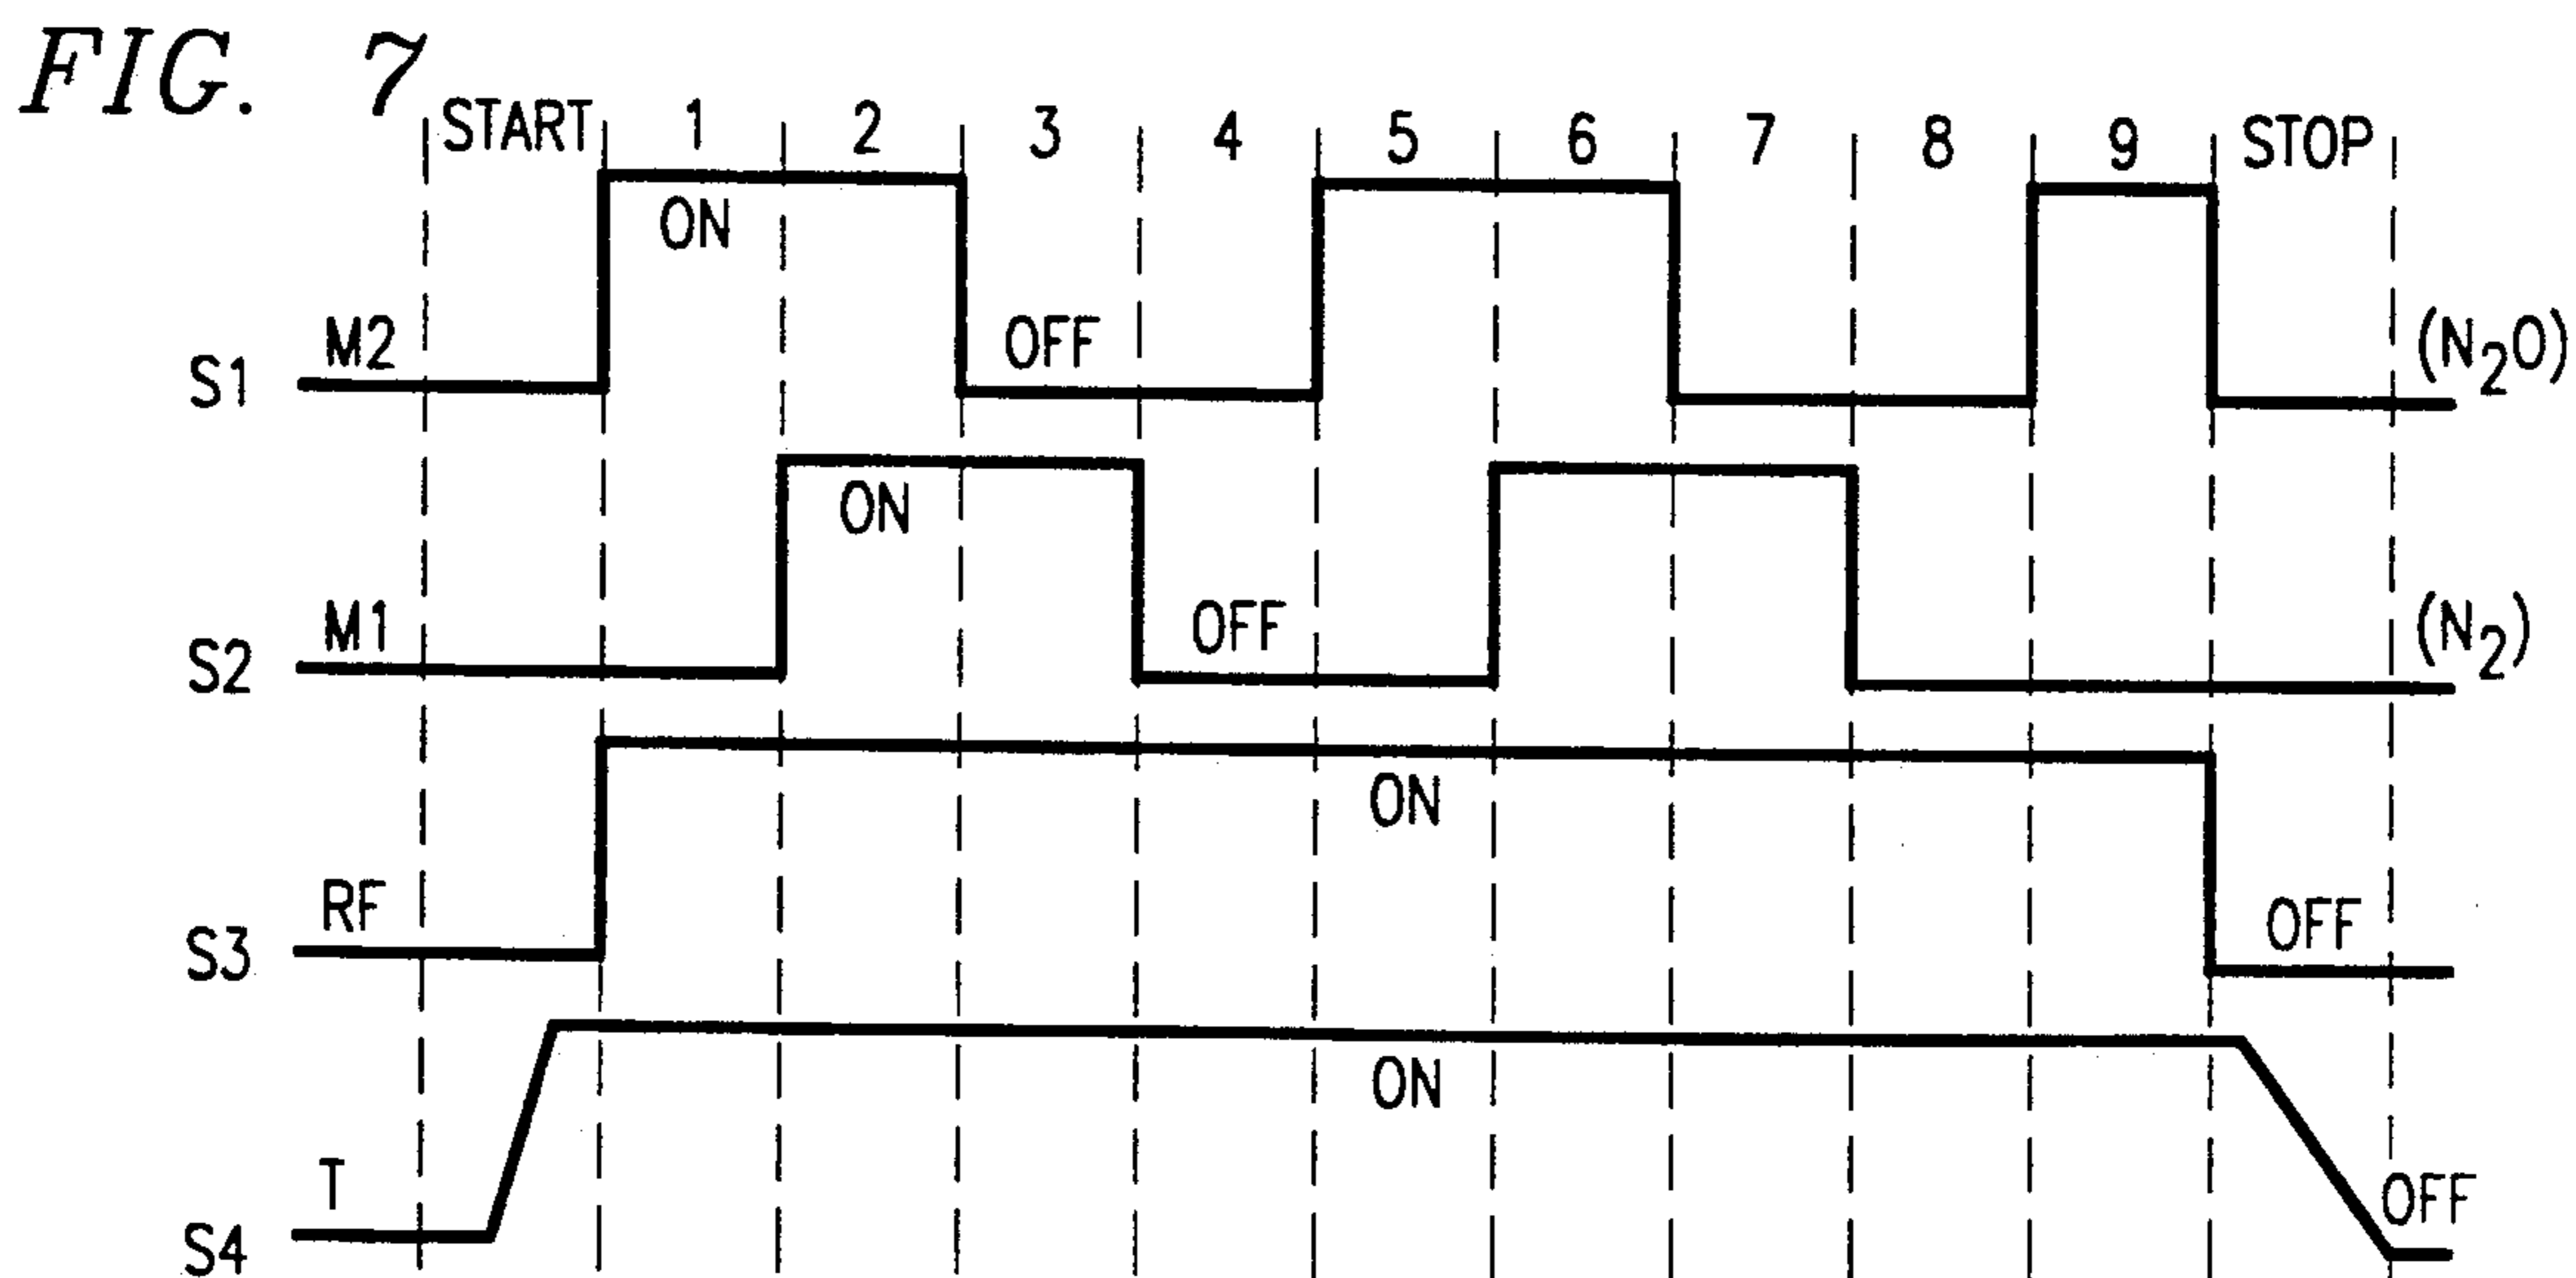 FIG. 7
START 1 2 3 4 5 6 7 8 9 STOP
ON
S1 M2 OFF (N₂O)
ON
S2 M1 OFF (N₂)
ON
S3 RF OFF
ON
S4 T OFF